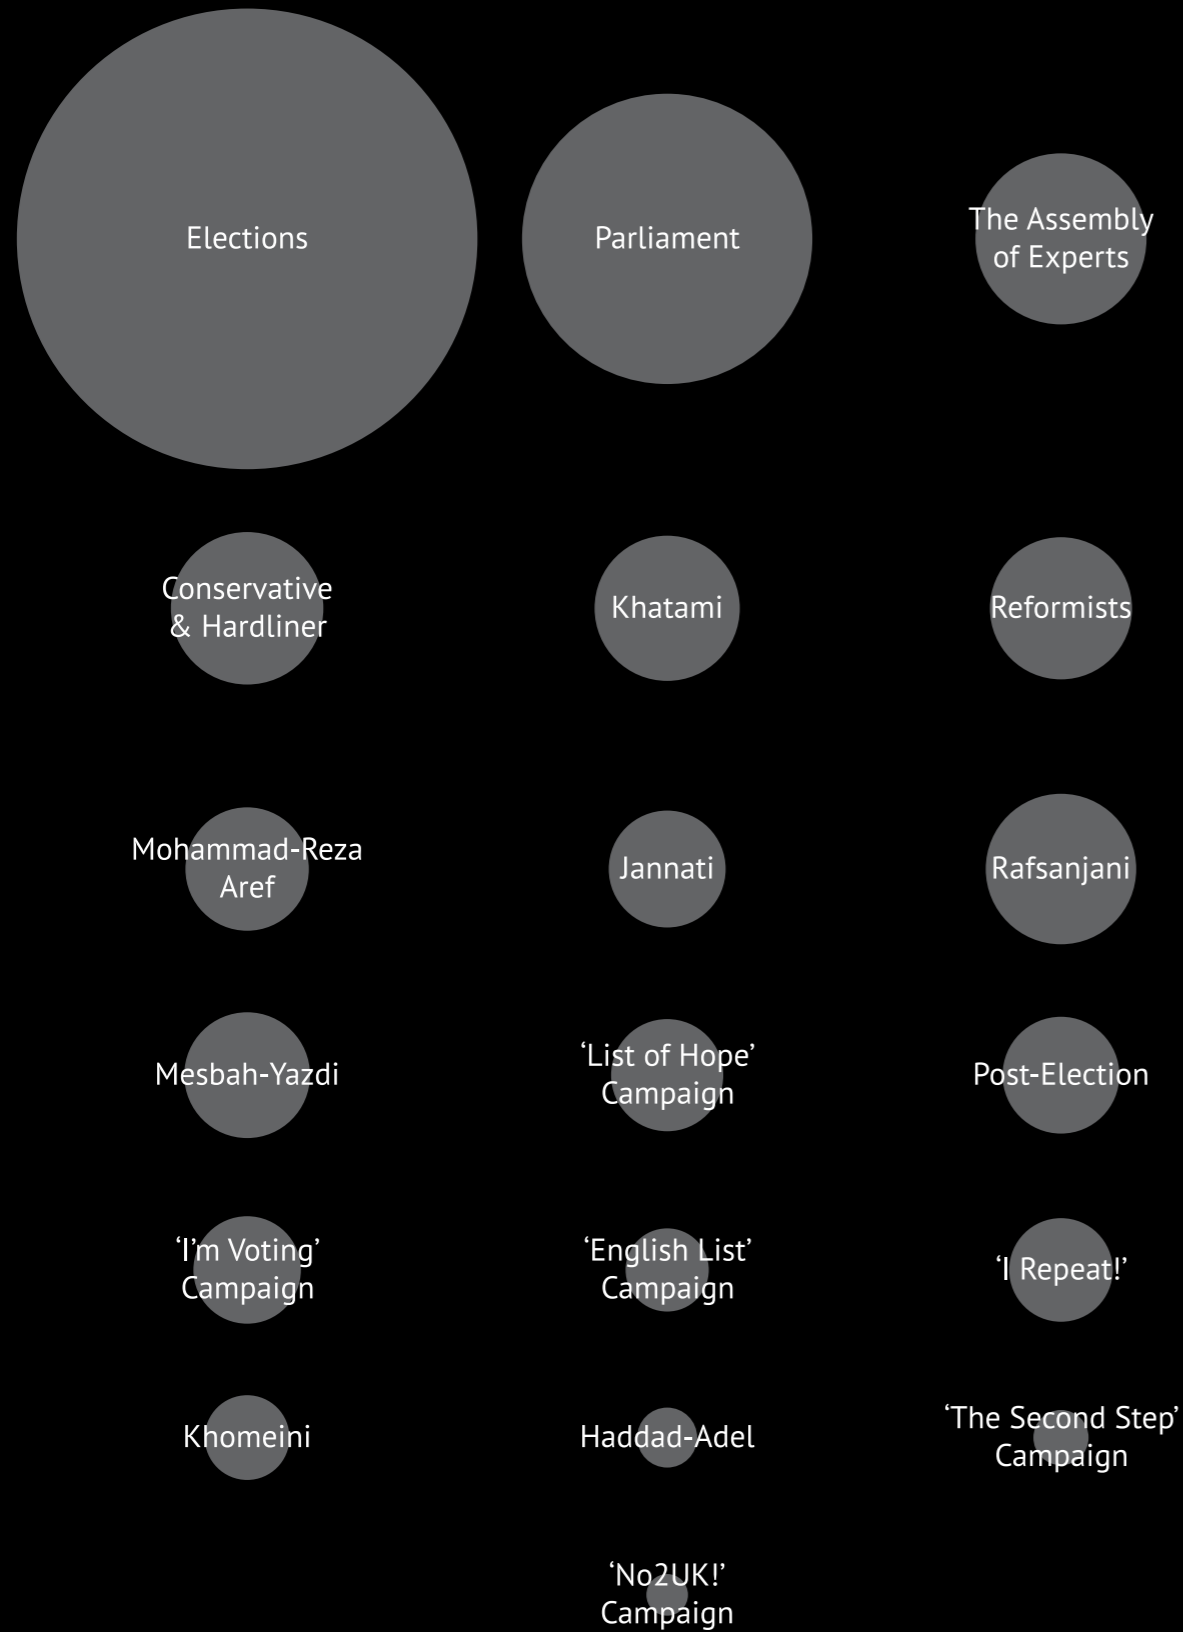 Elections
Parliament
The Assembly
of Experts
Conservative
& Hardliner
Khatami
Reformists
Mohammad-Reza
Aref
Jannati
Rafsanjani
Mesbah-Yazdi
‘List of Hope’
Campaign
Post-Election
‘I’m Voting’
Campaign
‘English List’
Campaign
‘I Repeat!’
Khomeini
Haddad-Adel
‘The Second Step’
Campaign
‘No2UK!’
Campaign